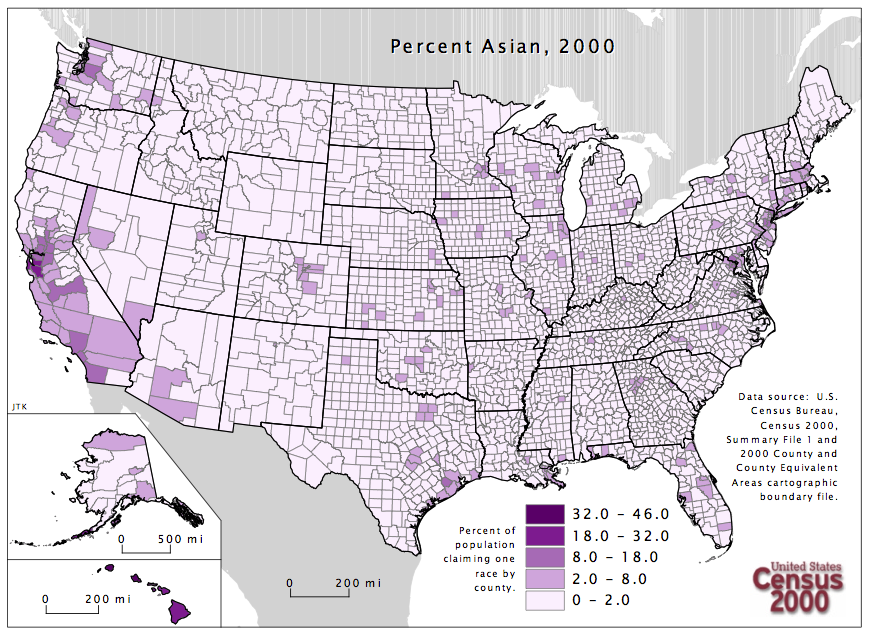 Percent Asian, 2000
JTK
0 500 mi
0 200 mi
0 200 mi
Percent of
population
claiming one
race by
county.
32.0 – 46.0
18.0 – 32.0
8.0 – 18.0
2.0 – 8.0
0 – 2.0
Data source: U.S.
Census Bureau,
Census 2000,
Summary File 1 and
2000 County and
County Equivalent
Areas cartographic
boundary file.
United States
Census
2000